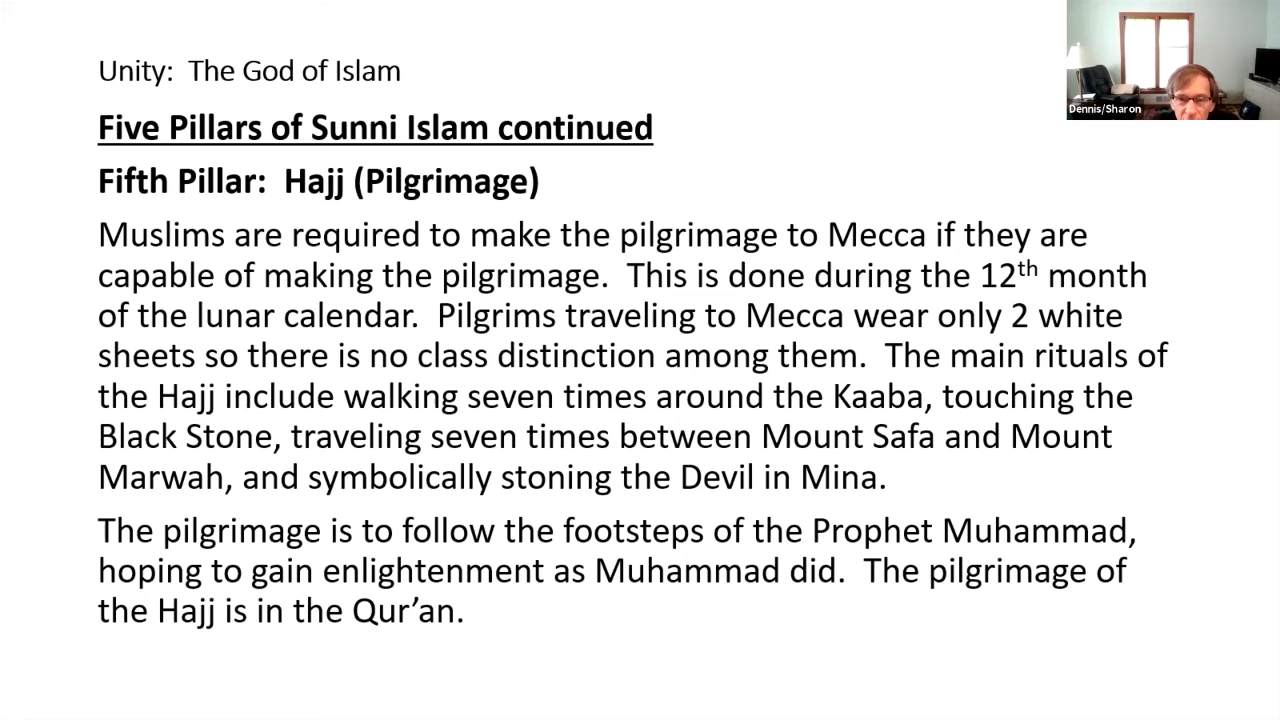 Unity:  The God of Islam
Dennis/Sharon
Five Pillars of Sunni Islam continued
Fifth Pillar:  Hajj (Pilgrimage)
Muslims are required to make the pilgrimage to Mecca if they are
capable of making the pilgrimage.  This is done during the 12th month
of the lunar calendar.  Pilgrims traveling to Mecca wear only 2 white
sheets so there is no class distinction among them.  The main rituals of
the Hajj include walking seven times around the Kaaba, touching the
Black Stone, traveling seven times between Mount Safa and Mount
Marwah, and symbolically stoning the Devil in Mina.
The pilgrimage is to follow the footsteps of the Prophet Muhammad,
hoping to gain enlightenment as Muhammad did.  The pilgrimage of
the Hajj is in the Qur’an.